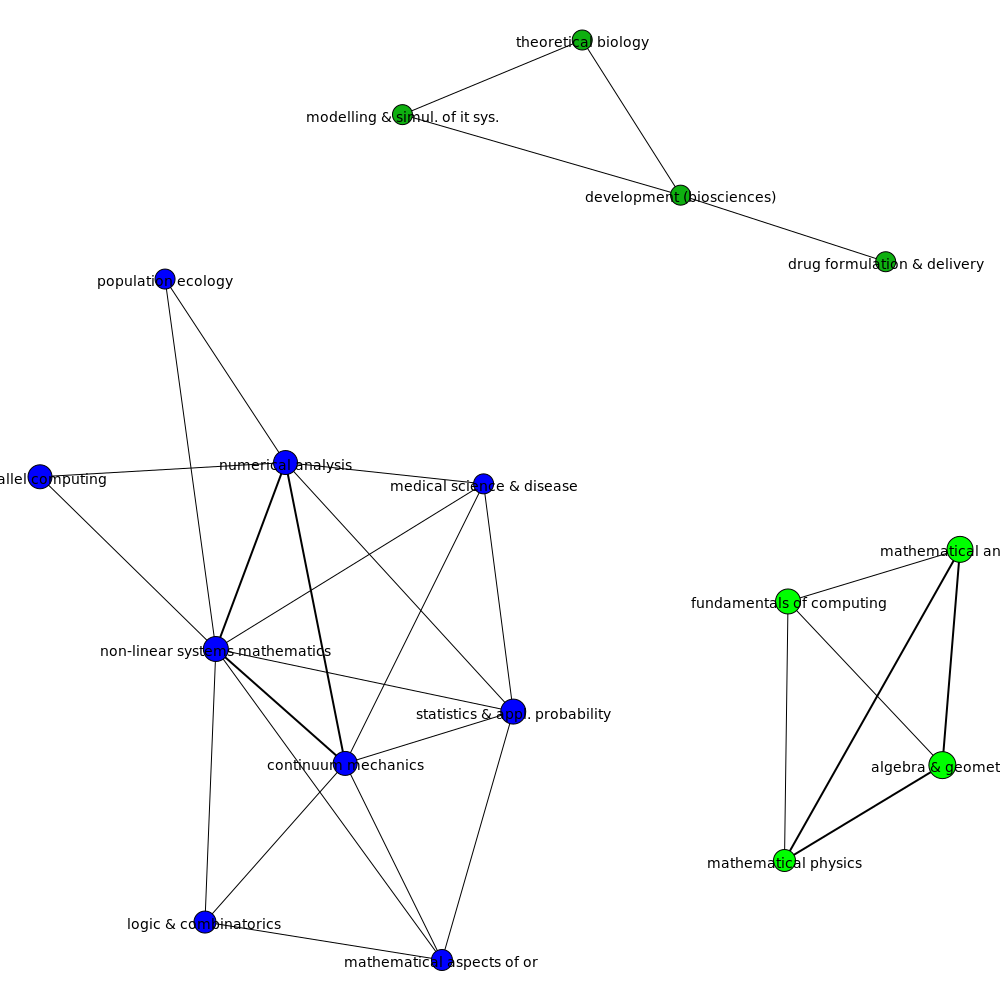 theoretical biology
modelling & simul. of it sys.
development (biosciences)
drug formulation & delivery
population ecology
numerical analysis
allel computing
medical science & disease
mathematical an
fundamentals of computing
non-linear systems mathematics
statistics & appl. probability
continuum mechanics
algebra & geomet
mathematical physics
logic & combinatorics
mathematical aspects of or